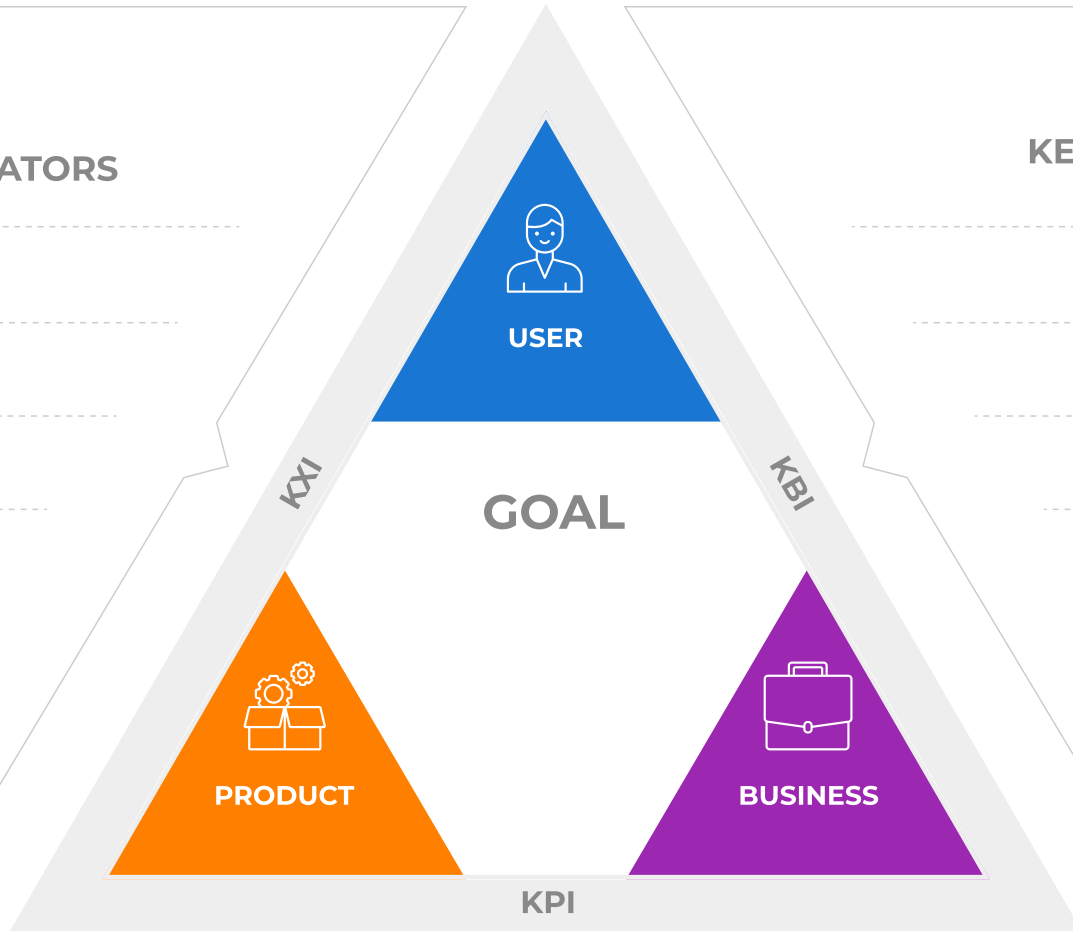 KE
ATORS
USER
KXI
KBI
GOAL
PRODUCT
BUSINESS
KPI